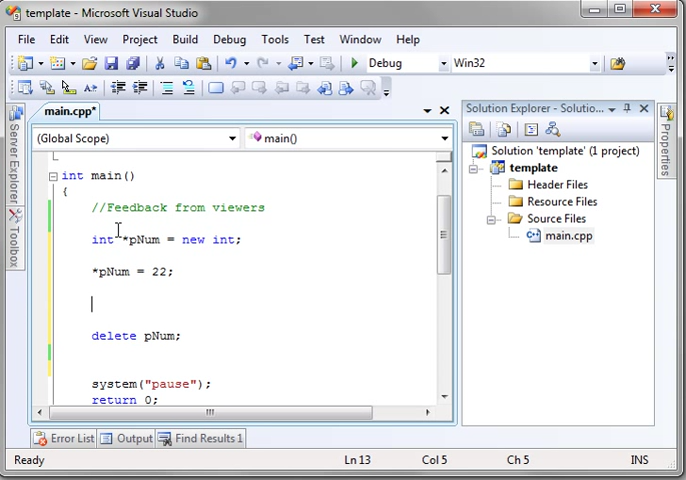 template - Microsoft Visual Studio
File Edit View Project Build Debug Tools Test Window Help
Debug Win32
main.cpp*
Solution Explorer - Solutio...
(Global Scope) main()
Server Explorer
Toolbox
Properties
Solution 'template' (1 project)
template
Header Files
Resource Files
Source Files
main.cpp
int main()
{
//Feedback from viewers
int *pNum = new int;
*pNum = 22;
delete pNum;
system("pause");
return 0;
Error List Output Find Results 1
Ready Ln 13 Col 5 Ch 5 INS